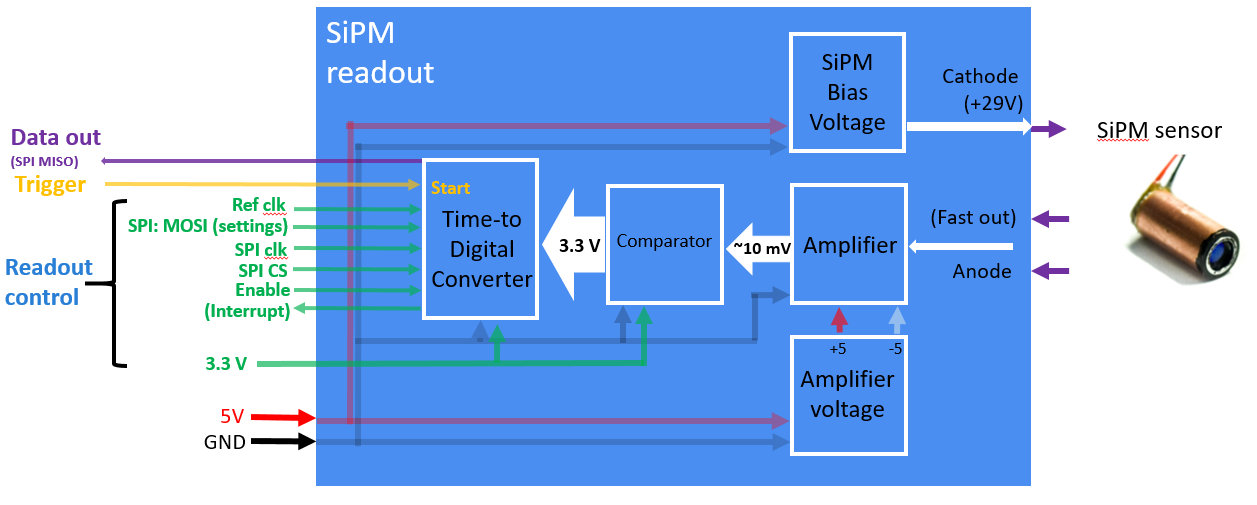 SiPM
readout
SiPM
Bias
Voltage
Cathode
(+29V)
SiPM sensor
Data out
(SPI MISO)
Trigger
Start
Time-to
Digital
Converter
Ref clk
SPI: MOSI (settings)
SPI clk
SPI CS
Enable
(Interrupt)
Readout
control
3.3 V
Comparator
~10 mV
Amplifier
(Fast out)
Anode
3.3 V
+5
-5
Amplifier
voltage
5V
GND